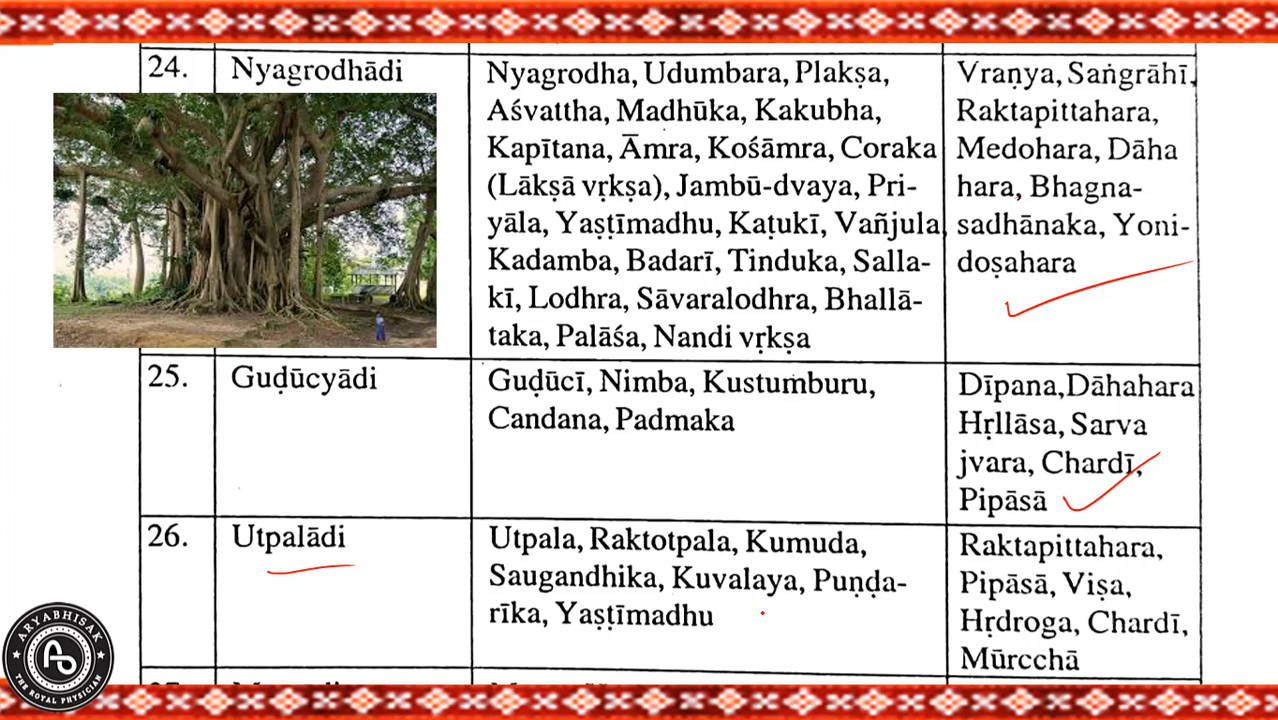 24. Nyagrodhādi Nyagrodha, Udumbara, Plakṣa, Vraṇya, Saṅgrāhī,
Aśvattha, Madhūka, Kakubha, Raktapittahara,
Kapītana, Āmra, Kośāmra, Coraka Medohara, Dāha
(Lākṣā vṛkṣa), Jambū-dvaya, Pri- hara, Bhagna-
yāla, Yaṣṭīmadhu, Kaṭukī, Vañjula, sadhānaka, Yoni-
Kadamba, Badarī, Tinduka, Salla- doṣahara
kī, Lodhra, Sāvaralodhra, Bhallā-
taka, Palāśa, Nandi vṛkṣa
25. Guḍūcyādi Guḍūcī, Nimba, Kustumburu, Dīpana,Dāhahara
Candana, Padmaka Hṛllāsa, Sarva
jvara, Chardī,
Pipāsā
26. Utpalādi Utpala, Raktotpala, Kumuda, Raktapittahara,
Saugandhika, Kuvalaya, Puṇḍa- Pipāsā, Viṣa,
rīka, Yaṣṭīmadhu Hṛdroga, Chardī,
Mūrcchā
ARYABHISAK
THE ROYAL PHYSICIAN